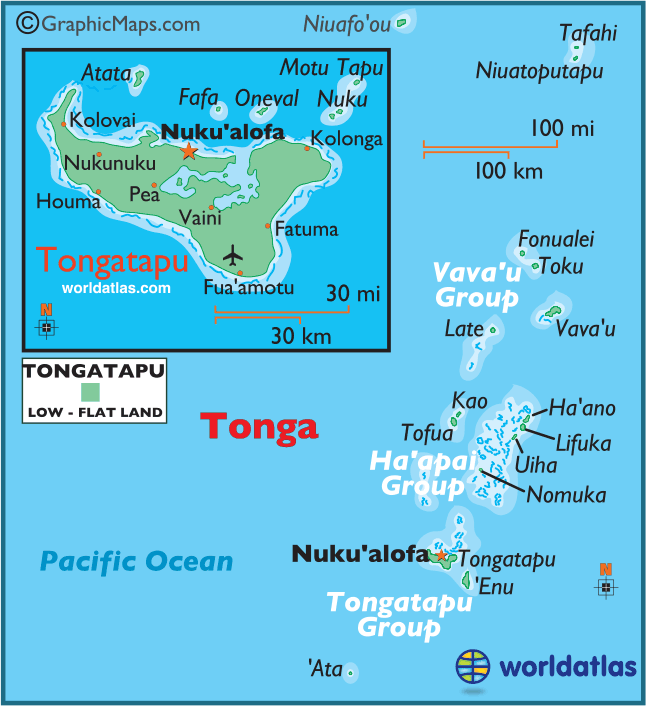 ©GraphicMaps.com
Niuafo'ou
Tafahi
Niuatoputapu
100 mi
100 km
Atata
Motu Tapu
Fafa
Oneval
Nuku
Kolovai
Nuku'alofa
Kolonga
Nukunuku
Pea
Houma
Vaini
Fatuma
Tongatapu
worldatlas.com
Fua'amotu
N
30 mi
30 km
TONGATAPU
LOW - FLAT LAND
Tonga
Fonualei
Toku
Vava'u
Group
Late
Vava'u
Kao
Tofua
Ha'ano
Lifuka
Uiha
Nomuka
Ha'apai
Group
Pacific Ocean
Nuku'alofa
Tongatapu
'Enu
Tongatapu
Group
N
'Ata
worldatlas